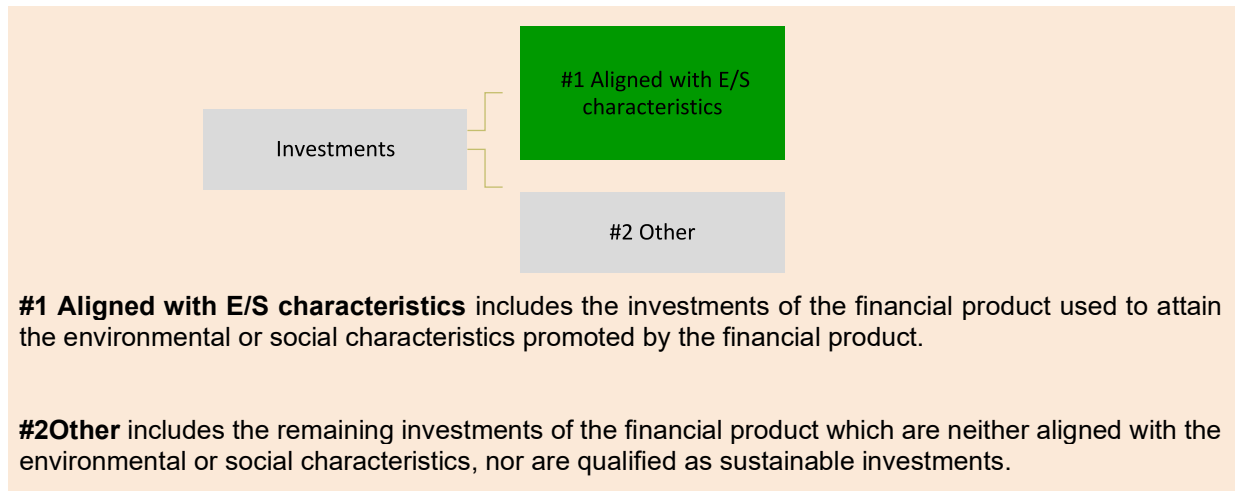 #1 Aligned with E/S
characteristics
Investments
#2 Other
#1 Aligned with E/S characteristics includes the investments of the financial product used to attain
the environmental or social characteristics promoted by the financial product.
#2Other includes the remaining investments of the financial product which are neither aligned with the
environmental or social characteristics, nor are qualified as sustainable investments.